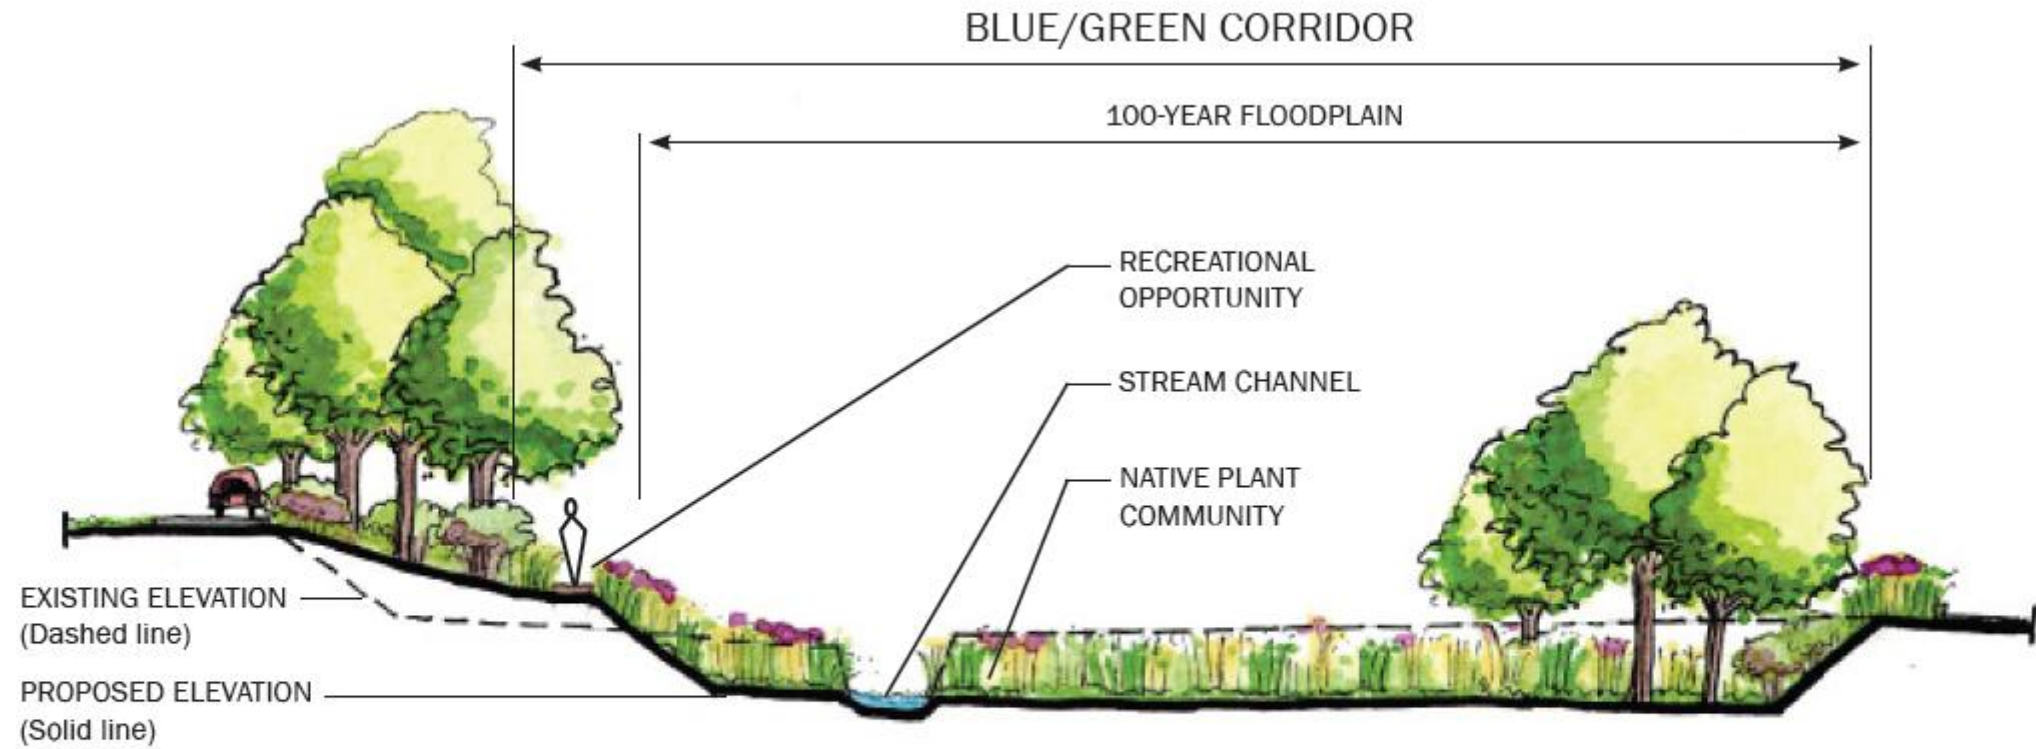 BLUE/GREEN CORRIDOR
100-YEAR FLOODPLAIN
RECREATIONAL
OPPORTUNITY
STREAM CHANNEL
NATIVE PLANT
COMMUNITY
EXISTING ELEVATION
(Dashed line)
PROPOSED ELEVATION
(Solid line)